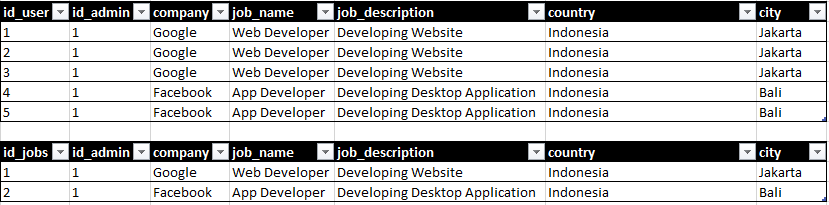 id_user id_admin company job_name job_description country city
1 1 Google Web Developer Developing Website Indonesia Jakarta
2 1 Google Web Developer Developing Website Indonesia Jakarta
3 1 Google Web Developer Developing Website Indonesia Jakarta
4 1 Facebook App Developer Developing Desktop Application Indonesia Bali
5 1 Facebook App Developer Developing Desktop Application Indonesia Bali
id_jobs id_admin company job_name job_description country city
1 1 Google Web Developer Developing Website Indonesia Jakarta
2 1 Facebook App Developer Developing Desktop Application Indonesia Bali